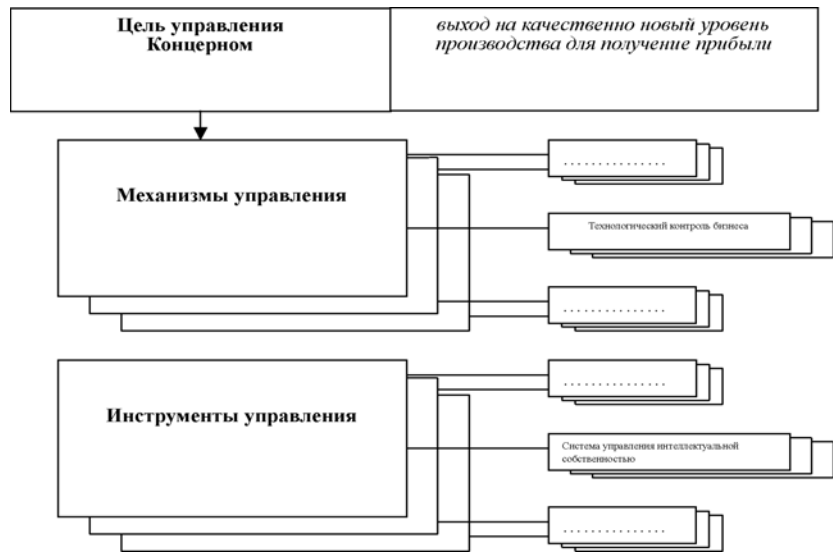 Цель управления
Концерном
выход на качественно новый уровень
производства для получение прибыли
Механизмы управления
. . . . . . . . . . . . . . .
Технологический контроль бизнеса
. . . . . . . . . . . . . . .
Инструменты управления
. . . . . . . . . . . . . . .
Система управления интеллектуальной
собственностью
. . . . . . . . . . . . . . .